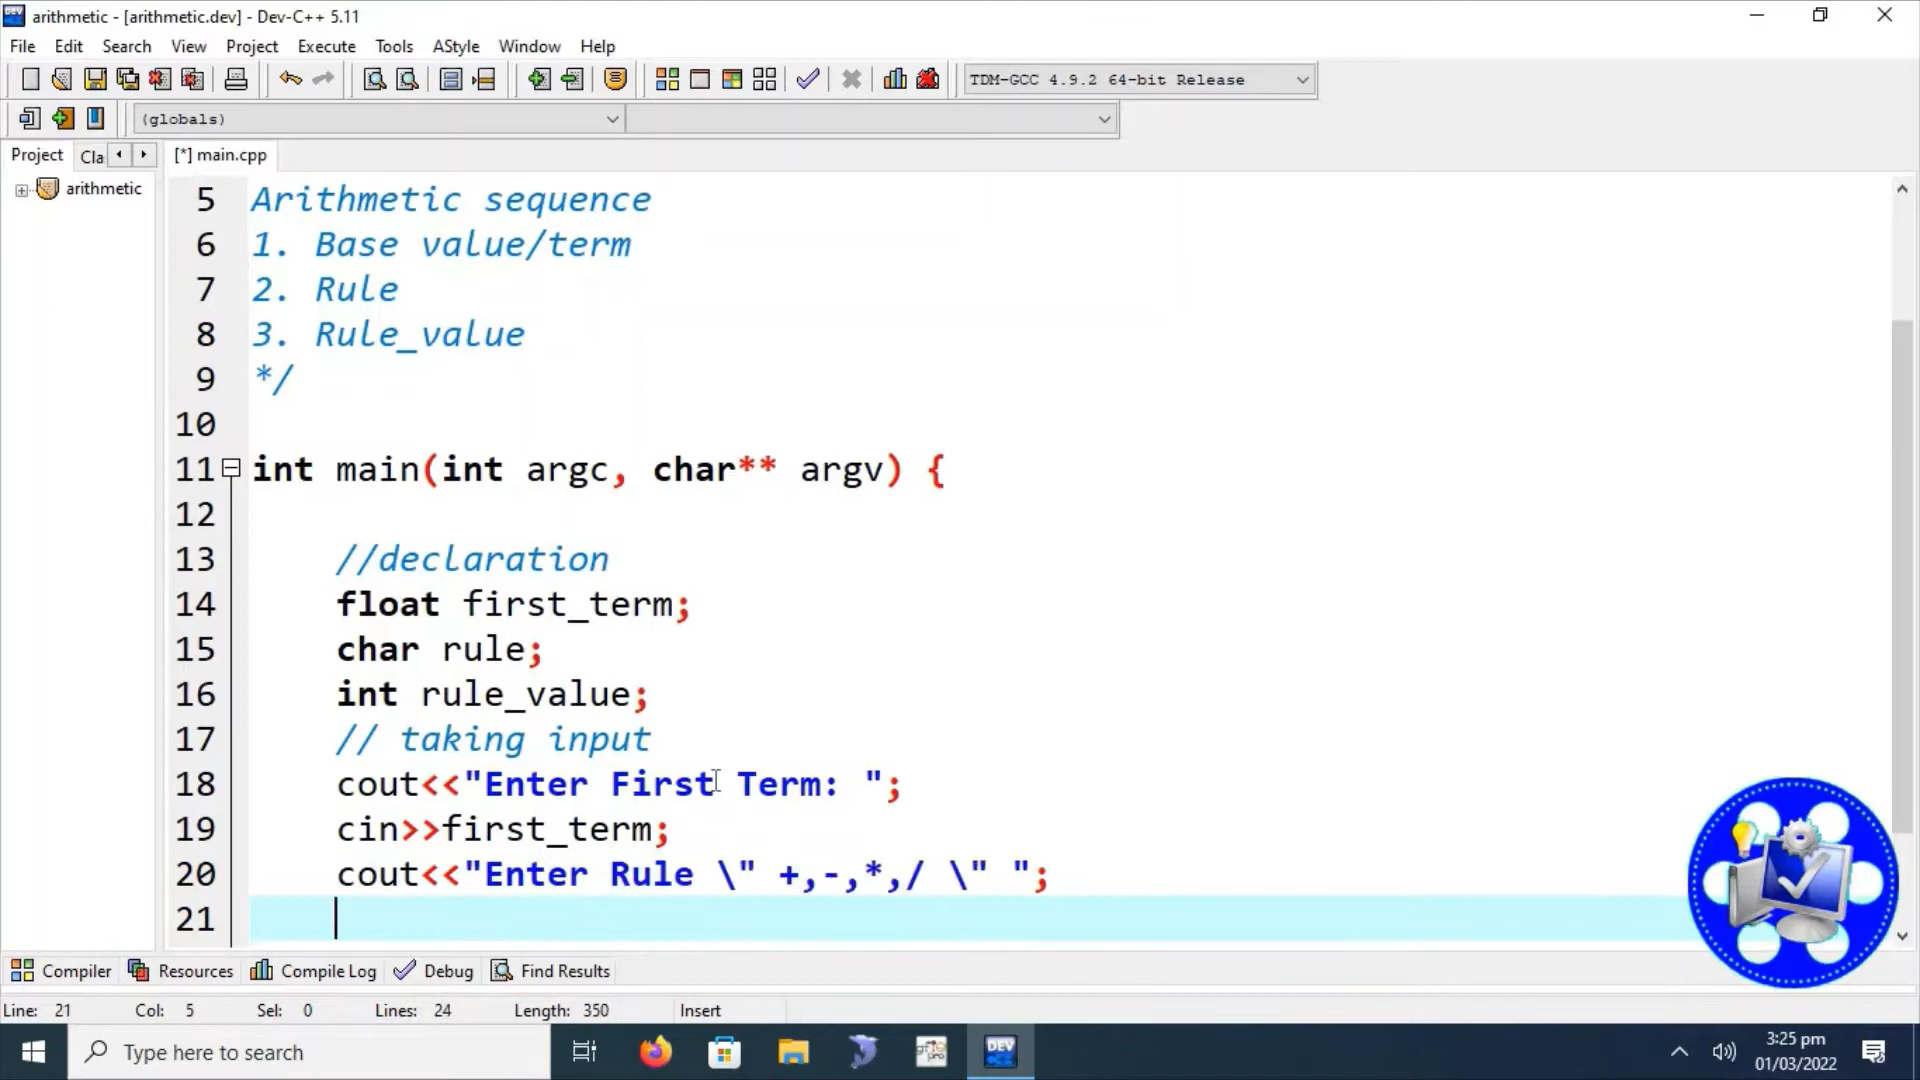 arithmetic - [arithmetic.dev] - Dev-C++ 5.11
File Edit Search View Project Execute Tools AStyle Window Help
TDM-GCC 4.9.2 64-bit Release
(globals)
Project Cla [*] main.cpp
arithmetic
5 Arithmetic sequence
6 1. Base value/term
7 2. Rule
8 3. Rule_value
9 */
10
11 int main(int argc, char** argv) {
12
13 //declaration
14 float first_term;
15 char rule;
16 int rule_value;
17 // taking input
18 cout<<"Enter First Term: ";
19 cin>>first_term;
20 cout<<"Enter Rule \" +,-,*,/ \" ";
21
Compiler Resources Compile Log Debug Find Results
Line: 21 Col: 5 Sel: 0 Lines: 24 Length: 350 Insert
Type here to search
DEV
3:25 pm
01/03/2022